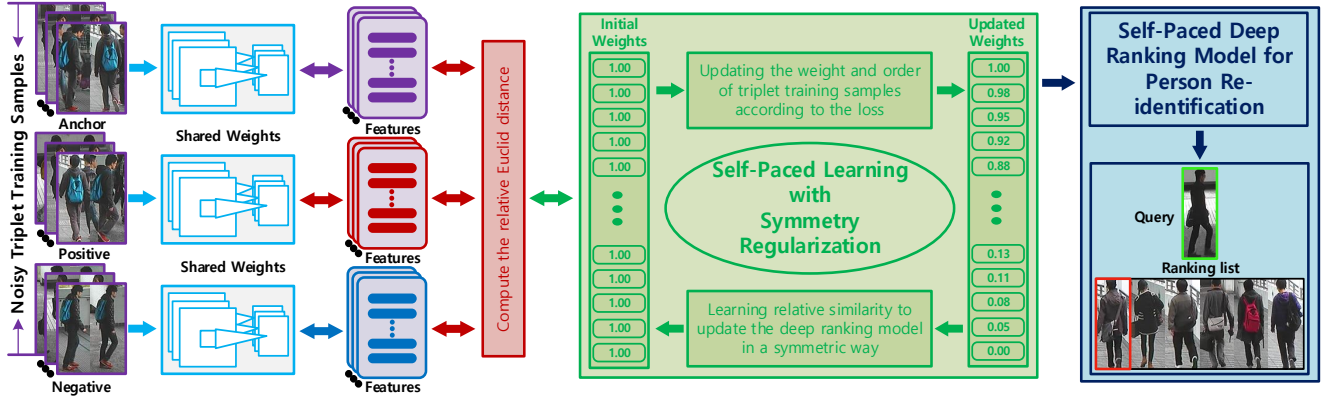 Noisy Triplet Training Samples
Anchor
Positive
Negative
Shared Weights
Shared Weights
Features
Features
Features
Compute the relative Euclid distance
Initial
Weights
1.00
1.00
1.00
1.00
1.00
1.00
1.00
1.00
1.00
1.00
Updating the weight and order
of triplet training samples
according to the loss
Self-Paced Learning
with
Symmetry
Regularization
Learning relative similarity to
update the deep ranking model
in a symmetric way
Updated
Weights
1.00
0.98
0.95
0.92
0.88
0.13
0.11
0.08
0.05
0.00
Self-Paced Deep
Ranking Model for
Person Re-
identification
Query
Ranking list